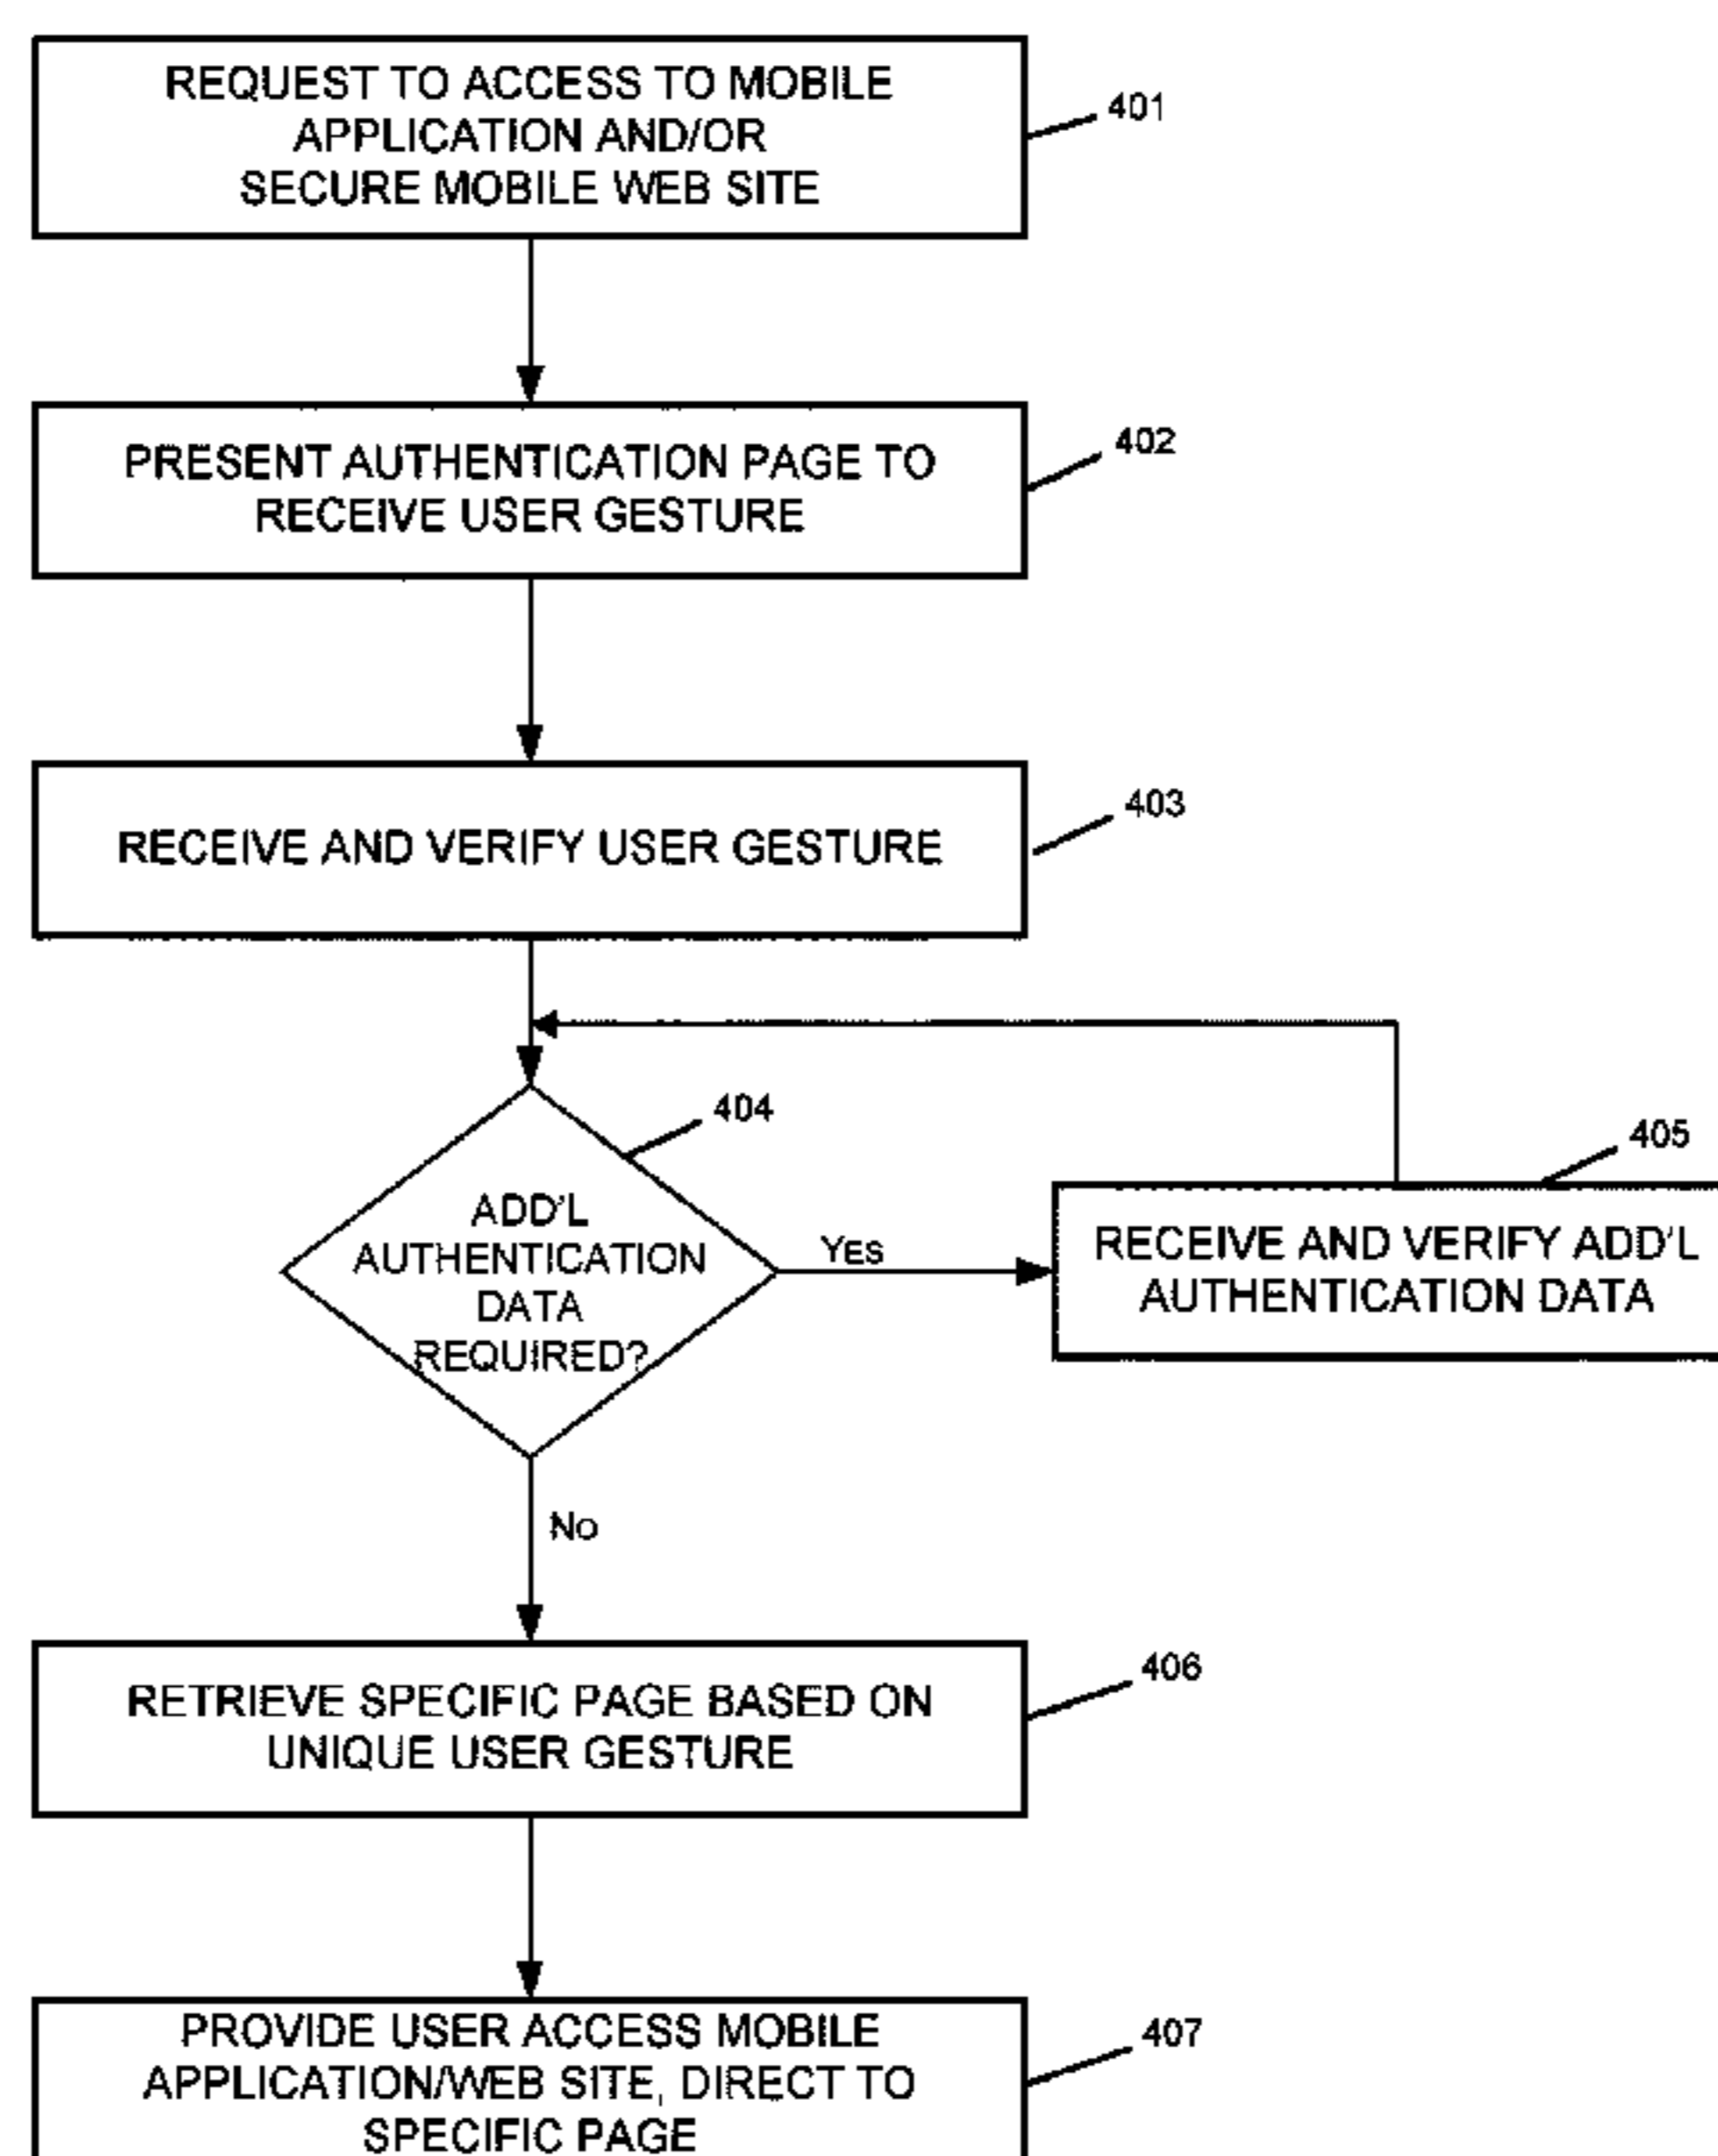 REQUEST TO ACCESS TO MOBILE
APPLICATION AND/OR
SECURE MOBILE WEB SITE
401
PRESENT AUTHENTICATION PAGE TO
RECEIVE USER GESTURE
402
RECEIVE AND VERIFY USER GESTURE
403
404
ADD'L
AUTHENTICATION
DATA
REQUIRED?
YES
405
RECEIVE AND VERIFY ADD'L
AUTHENTICATION DATA
NO
RETRIEVE SPECIFIC PAGE BASED ON
UNIQUE USER GESTURE
406
PROVIDE USER ACCESS MOBILE
APPLICATION/WEB SITE, DIRECT TO
SPECIFIC PAGE
407